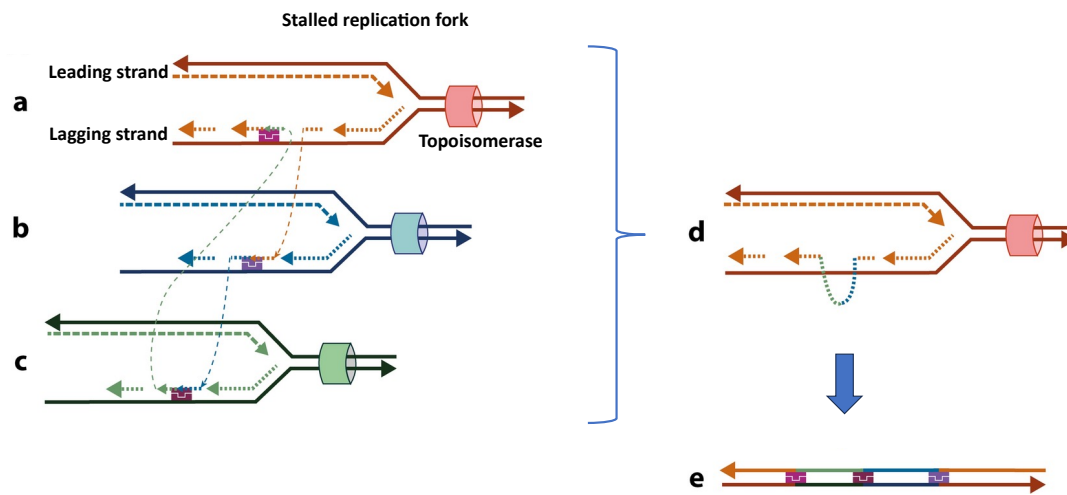 Stalled replication fork
Leading strand
a
Lagging strand
Topoisomerase
b
d
c
e